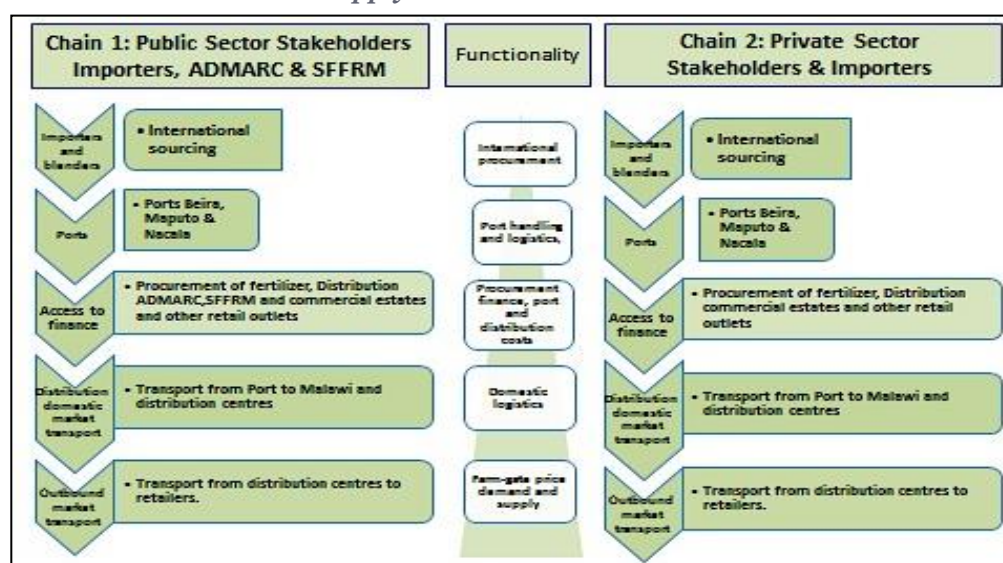 pply
Chain 1: Public Sector Stakeholders
Importers, ADMARC & SFFRM
Importers
and
blenders
• International
sourcing
Ports
• Ports Beira,
Maputo &
Nacala
Access to
finance
• Procurement of fertilizer, Distribution
ADMARC,SFFRM and commercial estates
and other retail outlets
Distribution
domestic
market
transport
• Transport from Port to Malawi and
distribution centres
Outbound
market
transport
• Transport from distribution centres to
retailers.
Functionality
International
procurement
Port handling
and logistics,
Procurement
finance, port
and
distribution
costs
Domestic
logistics
Farm-gate price
demand and
supply
Chain 2: Private Sector
Stakeholders & Importers
Importers
and
blenders
• International
sourcing
Ports
• Ports Beira,
Maputo &
Nacala
Access to
finance
• Procurement of fertilizer, Distribution
commercial estates and other retail
outlets
Distribution
domestic
market
transport
• Transport from Port to Malawi and
distribution centres
Outbound
market
transport
• Transport from distribution centres to
retailers.